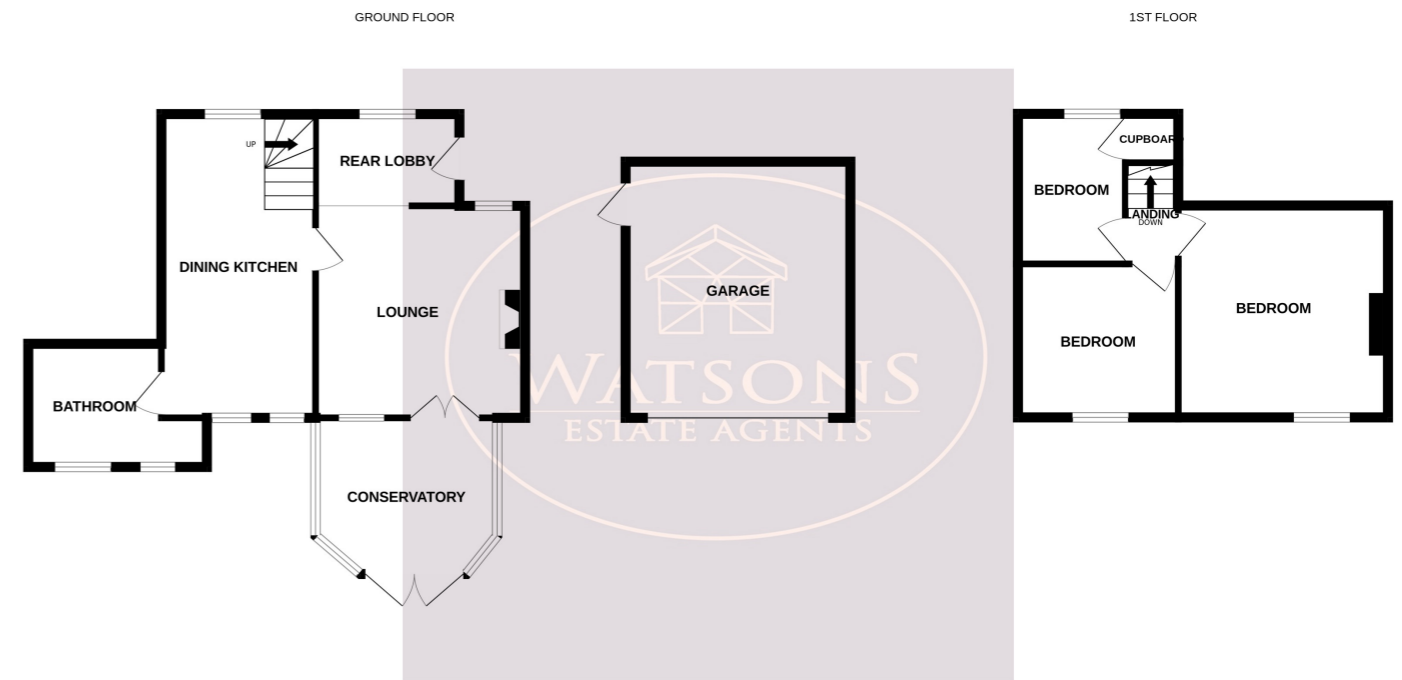 GROUND FLOOR
1ST FLOOR
UP
REAR LOBBY
DINING KITCHEN
LOUNGE
BATHROOM
CONSERVATORY
GARAGE
WATSONS
ESTATE AGENTS
CUPBOARD
BEDROOM
LANDING
DOWN
BEDROOM
BEDROOM